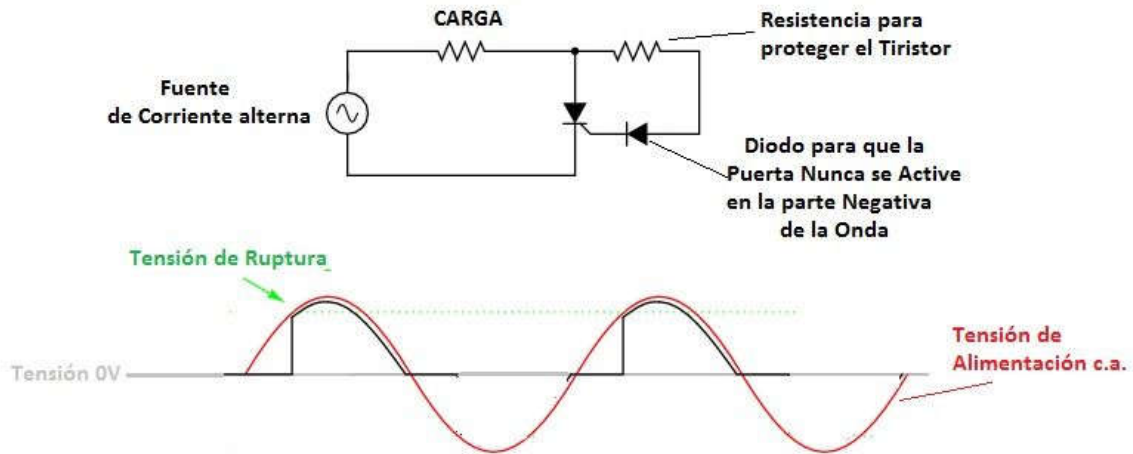 CARGA
Resistencia para
proteger el Tiristor
Fuente
de Corriente alterna
Diodo para que la
Puerta Nunca se Active
en la parte Negativa
de la Onda
Tensión de Ruptura
Tensión 0V
Tensión de
Alimentación c.a.